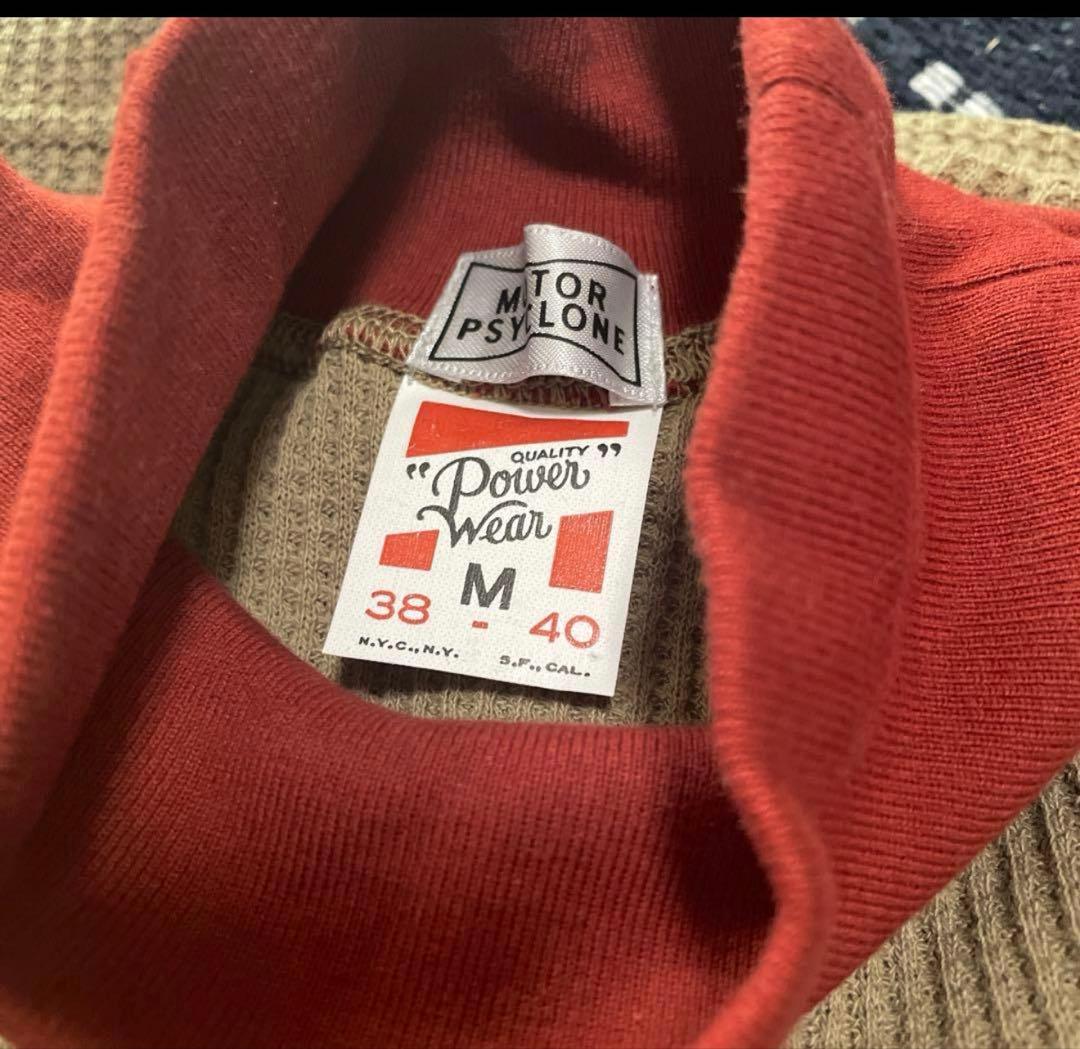 M TOR
PSY LONE
QUALITY
“Power”
Wear
M
38 - 40
N.Y.C., N.Y. S.F., CAL.